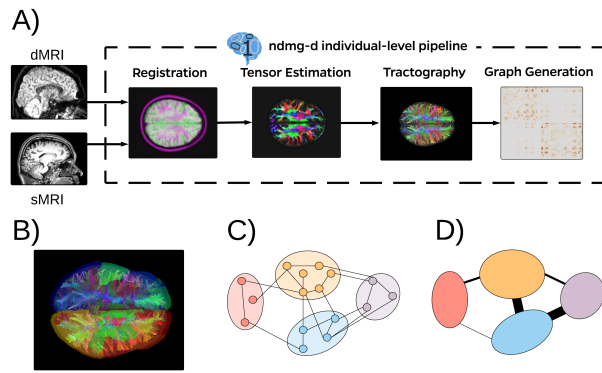 A)
dMRI
ndmg-d individual-level pipeline
Registration
Tensor Estimation
Tractography
Graph Generation
sMRI
B)
C)
D)